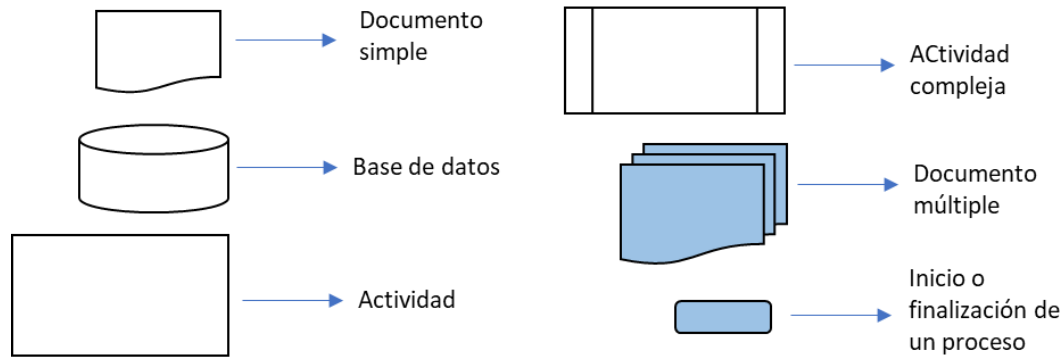 Documento
simple
Base de datos
Actividad
ACtividad
compleja
Documento
múltiple
Inicio o
finalización de
un proceso